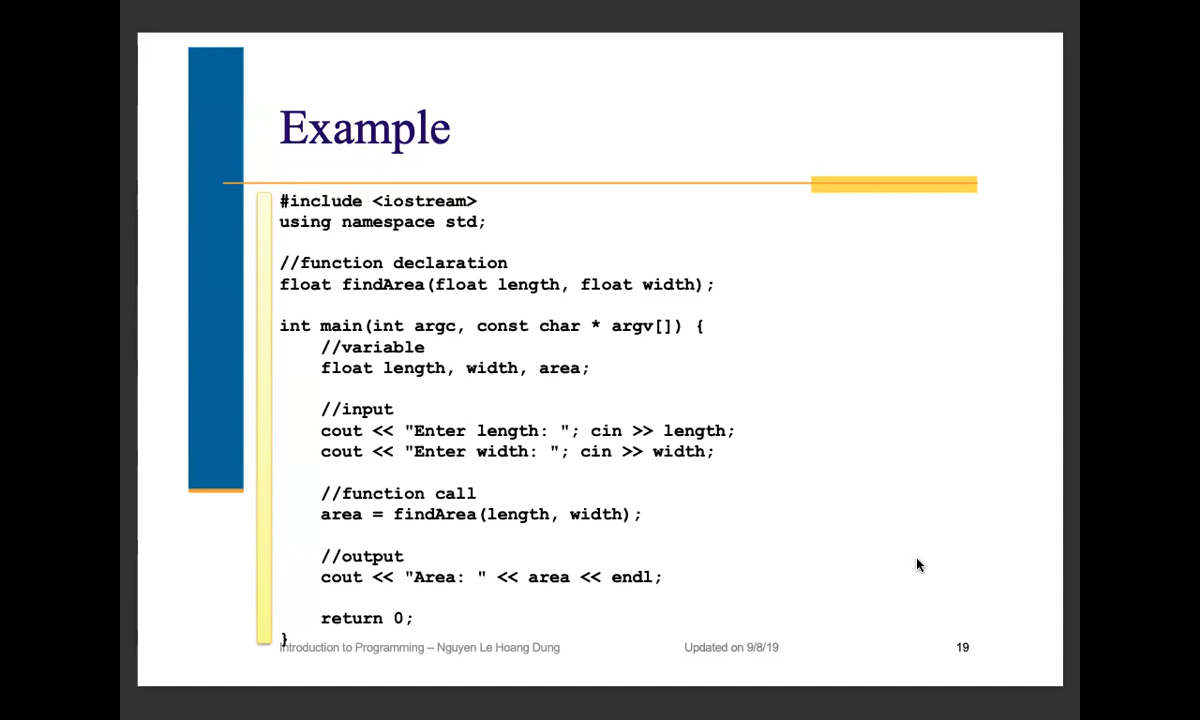 Example
#include <iostream>
using namespace std;
//function declaration
float findArea(float length, float width);
int main(int argc, const char * argv[]) {
    //variable
    float length, width, area;
    //input
    cout << "Enter length: "; cin >> length;
    cout << "Enter width: "; cin >> width;
    //function call
    area = findArea(length, width);
    //output
    cout << "Area: " << area << endl;
    return 0;
}
Introduction to Programming – Nguyen Le Hoang Dung
Updated on 9/8/19
19